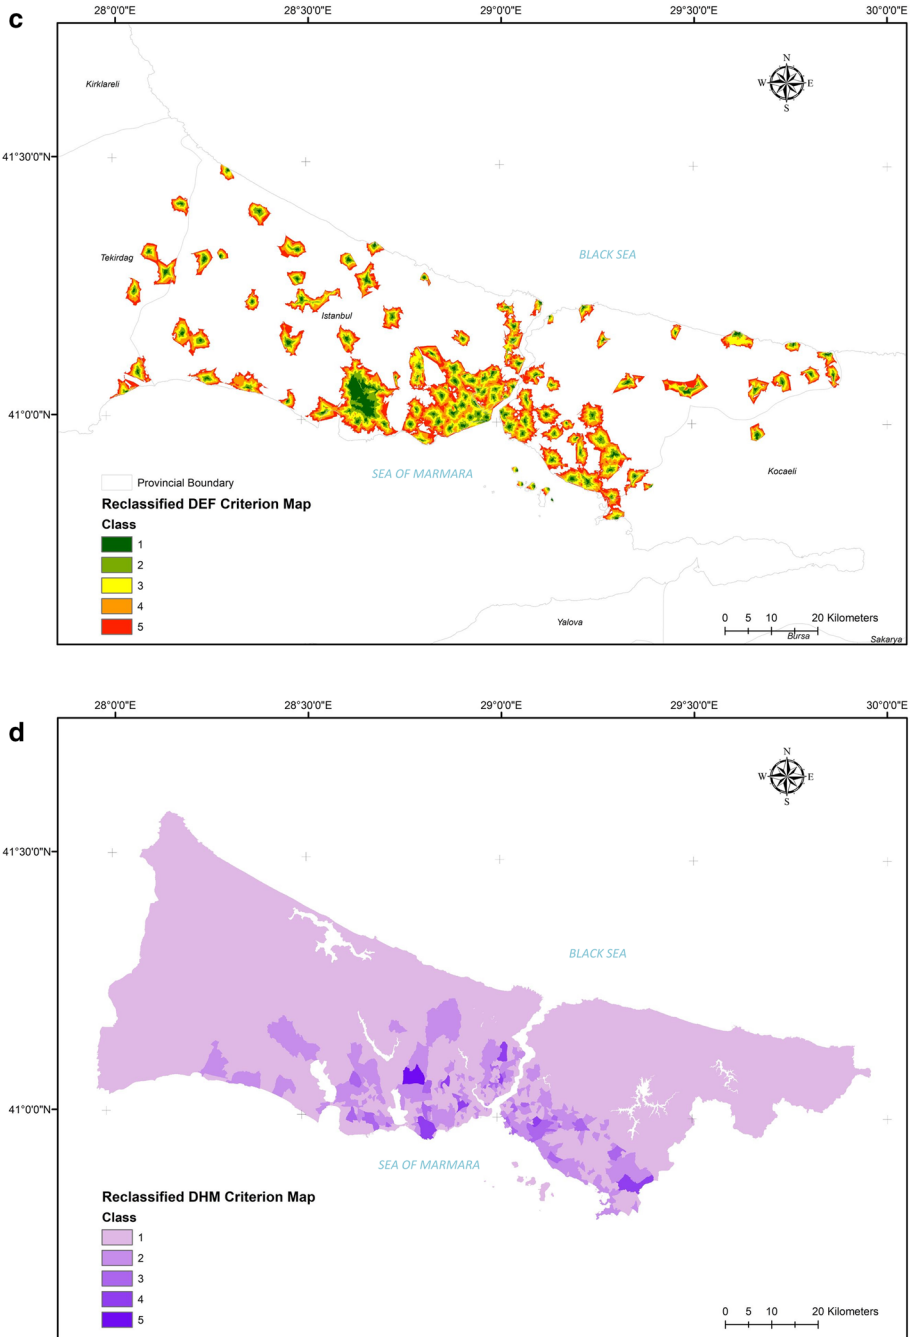 c
28°0'0"E 28°30'0"E 29°0'0"E 29°30'0"E 30°0'0"E
N
W E
S
Kirklareli
41°30'0"N
BLACK SEA
Tekirdag
Istanbul
41°0'0"N
SEA OF MARMARA
Kocaeli
Provincial Boundary
Reclassified DEF Criterion Map
Class
1
2
3
4
5
0 5 10 20 Kilometers
Yalova
Bursa
Sakarya
d
28°0'0"E 28°30'0"E 29°0'0"E 29°30'0"E 30°0'0"E
N
W E
S
41°30'0"N
BLACK SEA
41°0'0"N
SEA OF MARMARA
Reclassified DHM Criterion Map
Class
1
2
3
4
5
0 5 10 20 Kilometers